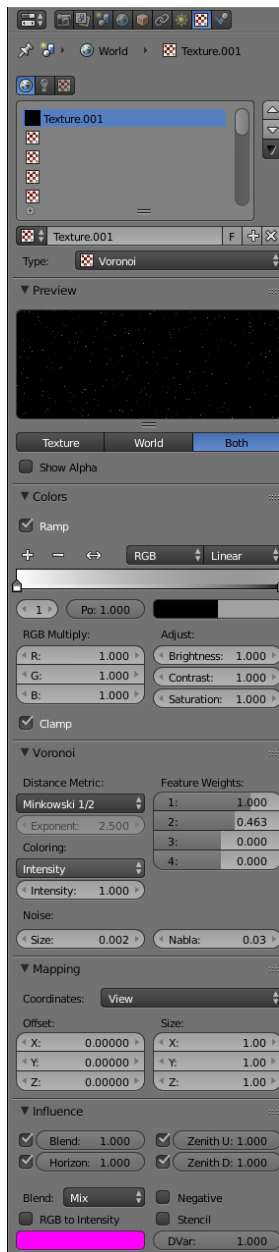 World Texture.001
Texture.001
Texture.001 F
Type: Voronoi
Preview
Texture World Both
Show Alpha
Colors
Ramp
RGB Linear
1 Po: 1.000
RGB Multiply: Adjust:
R: 1.000 Brightness: 1.000
G: 1.000 Contrast: 1.000
B: 1.000 Saturation: 1.000
Clamp
Voronoi
Distance Metric: Feature Weights:
Minkowski 1/2 1: 1.000
Exponent: 2.500 2: 0.463
Coloring: 3: 0.000
Intensity 4: 0.000
Intensity: 1.000
Noise:
Size: 0.002 Nabla: 0.03
Mapping
Coordinates: View
Offset: Size:
X: 0.00000 X: 1.00
Y: 0.00000 Y: 1.00
Z: 0.00000 Z: 1.00
Influence
Blend: 1.000 Zenith U: 1.000
Horizon: 1.000 Zenith D: 1.000
Blend: Mix Negative
RGB to Intensity Stencil
DVar: 1.000